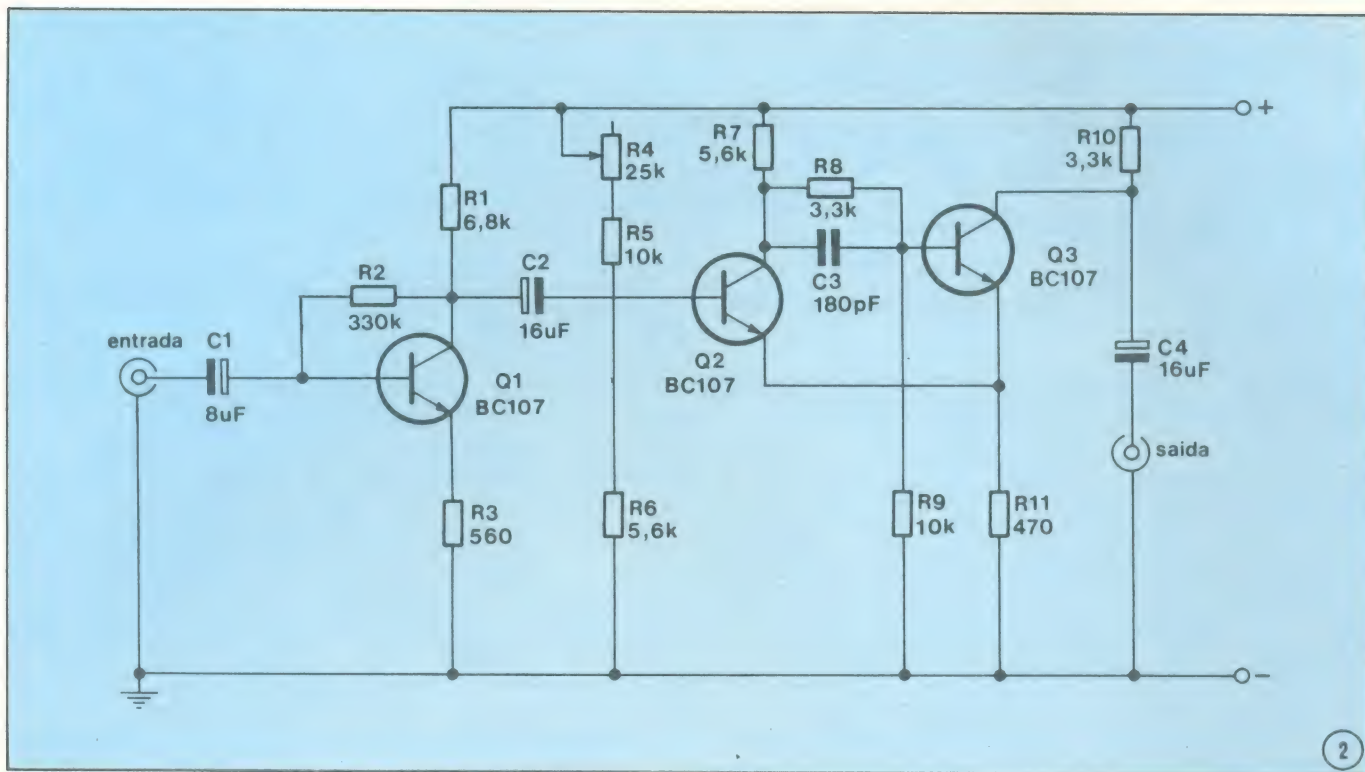 +
R1
6,8k
R4
25k
R7
5,6k
R8
3,3k
R10
3,3k
R5
10k
R2
330k
C2
16uF
C3
180pF
Q3
BC107
entrada
C1
8uF
Q1
BC107
Q2
BC107
C4
16uF
saida
R3
560
R6
5,6k
R9
10k
R11
470
-
2